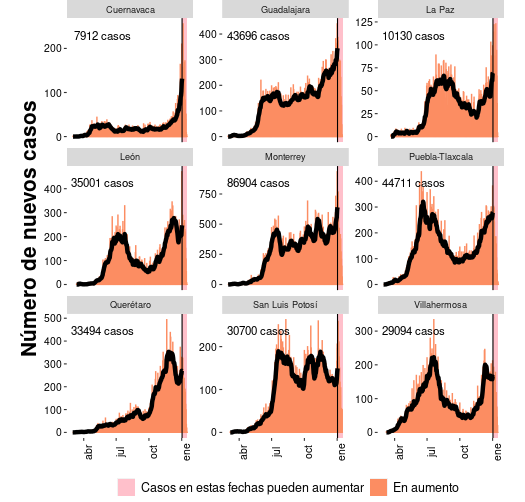 Número de nuevos casos
Cuernavaca
7912 casos
200
100
0
Guadalajara
43696 casos
400
300
200
100
0
La Paz
10130 casos
125
100
75
50
25
0
León
35001 casos
400
300
200
100
0
Monterrey
86904 casos
750
500
250
0
Puebla-Tlaxcala
44711 casos
400
300
200
100
0
Querétaro
33494 casos
500
400
300
200
100
0
San Luis Potosí
30700 casos
200
100
0
Villahermosa
29094 casos
300
200
100
0
abr jul oct ene
abr jul oct ene
abr jul oct ene
Casos en estas fechas pueden aumentar
En aumento